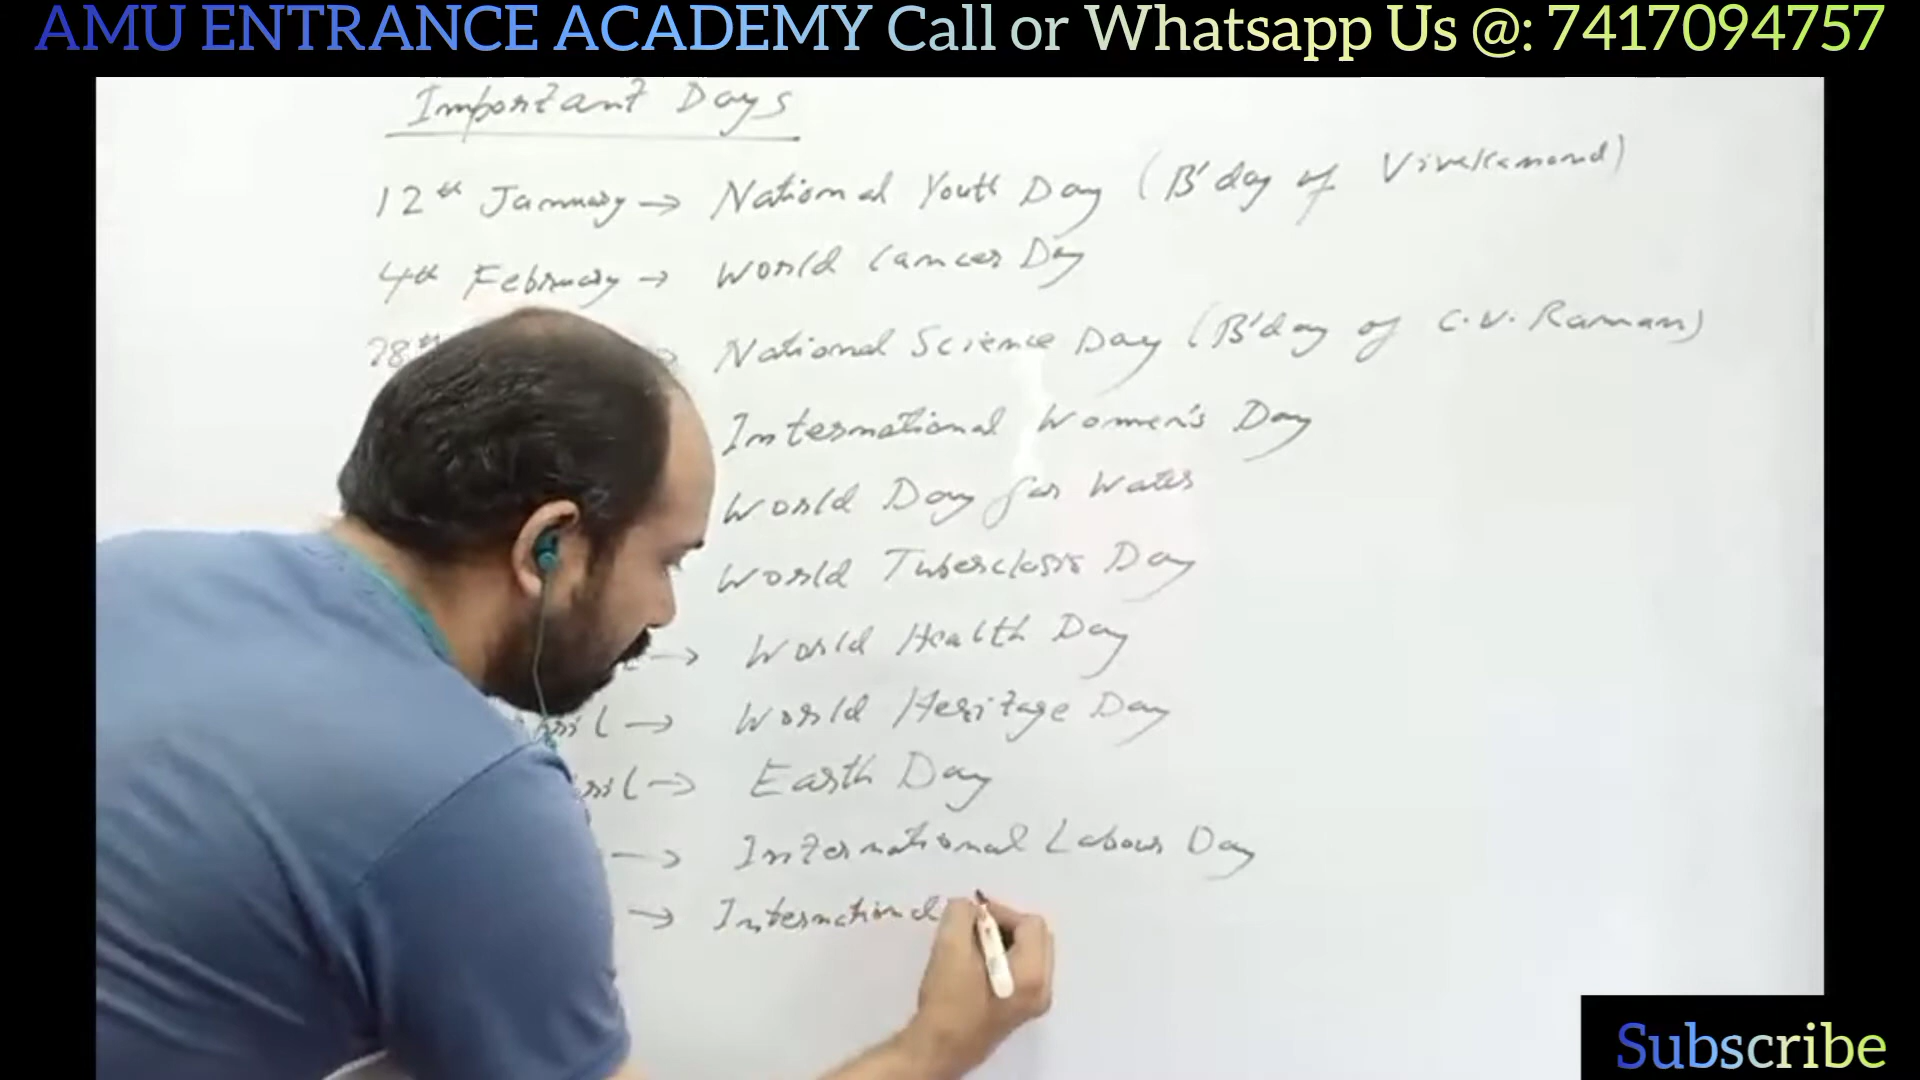 AMU ENTRANCE ACADEMY Call or Whatsapp Us @: 7417094757
Important Days
12th January → National Youth Day (B'day of Vivekanand)
4th February → World Cancer Day
28th → National Science Day (B'day of C.V. Raman)
International Women's Day
World Day for Water
World Tuberclosis Day
→ World Health Day
→ World Heritage Day
→ Earth Day
→ International Labour Day
→ International
Subscribe